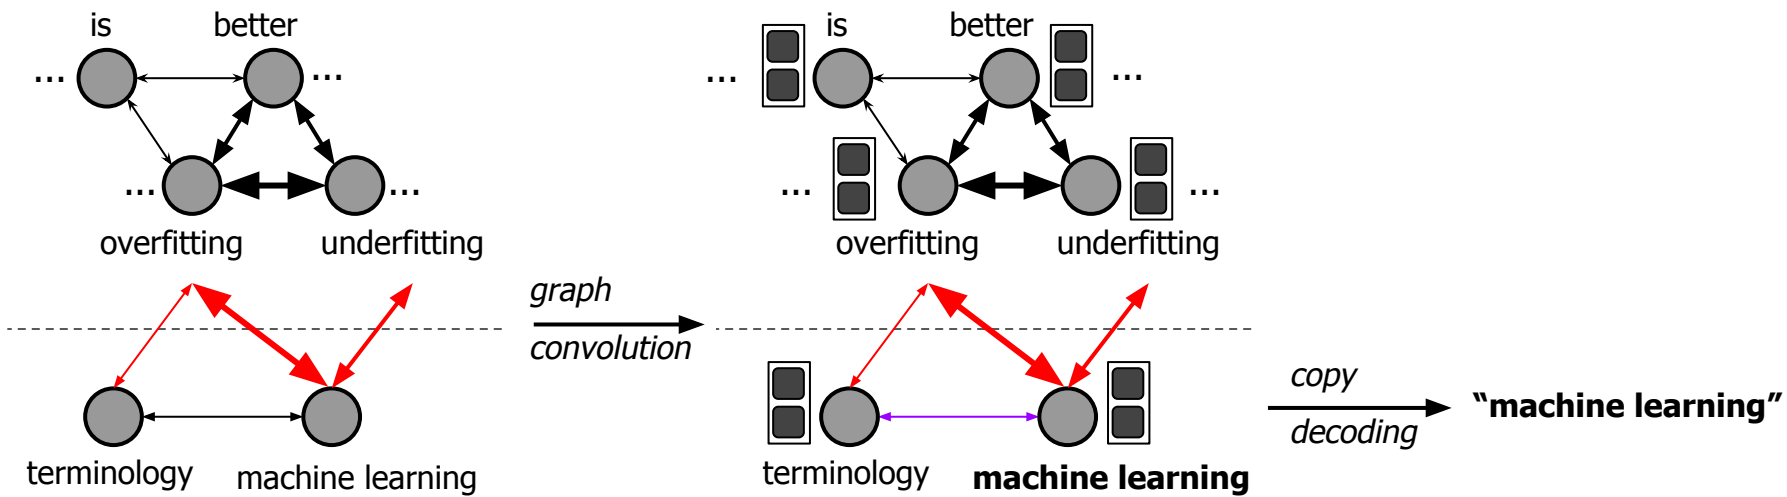 is better
... ...
... ...
overfitting underfitting
terminology machine learning
graph
convolution
is better
... ...
... ...
overfitting underfitting
terminology machine learning
copy
decoding
“machine learning”